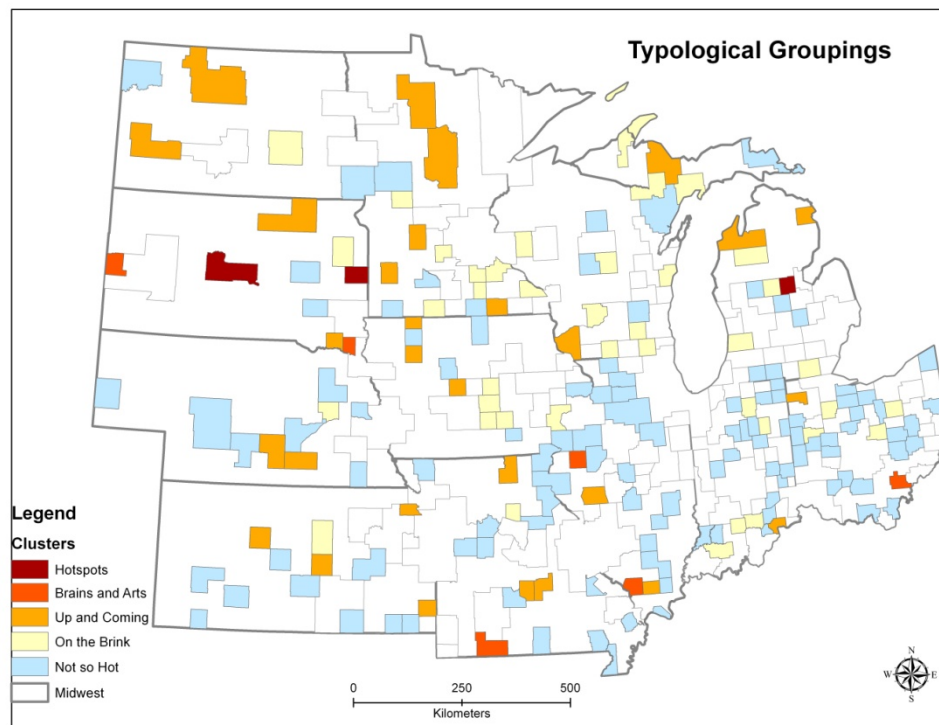 Typological Groupings
Legend
Clusters
Hotspots
Brains and Arts
Up and Coming
On the Brink
Not so Hot
Midwest
0 250 500
Kilometers
N
W E
S